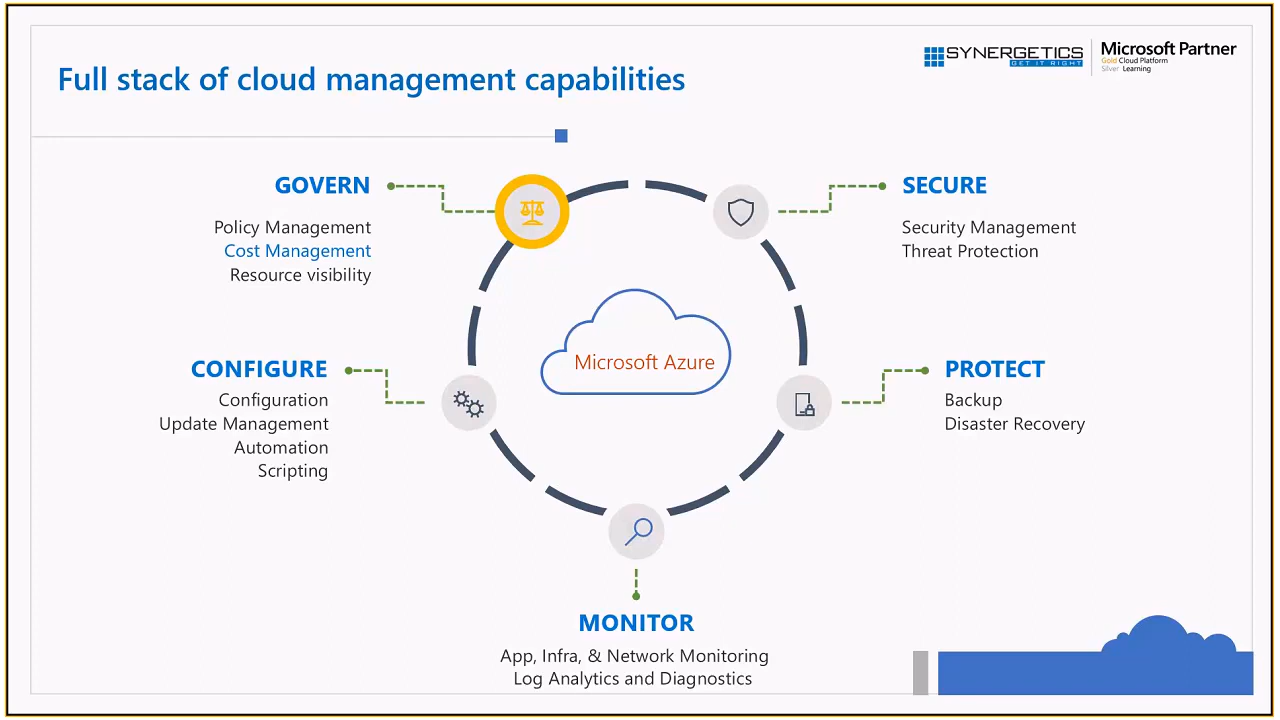 Full stack of cloud management capabilities
SYNERGETICS
GET IT RIGHT
Microsoft Partner
Gold Cloud Platform
Silver Learning
GOVERN
Policy Management
Cost Management
Resource visibility
SECURE
Security Management
Threat Protection
Microsoft Azure
CONFIGURE
Configuration
Update Management
Automation
Scripting
PROTECT
Backup
Disaster Recovery
MONITOR
App, Infra, & Network Monitoring
Log Analytics and Diagnostics